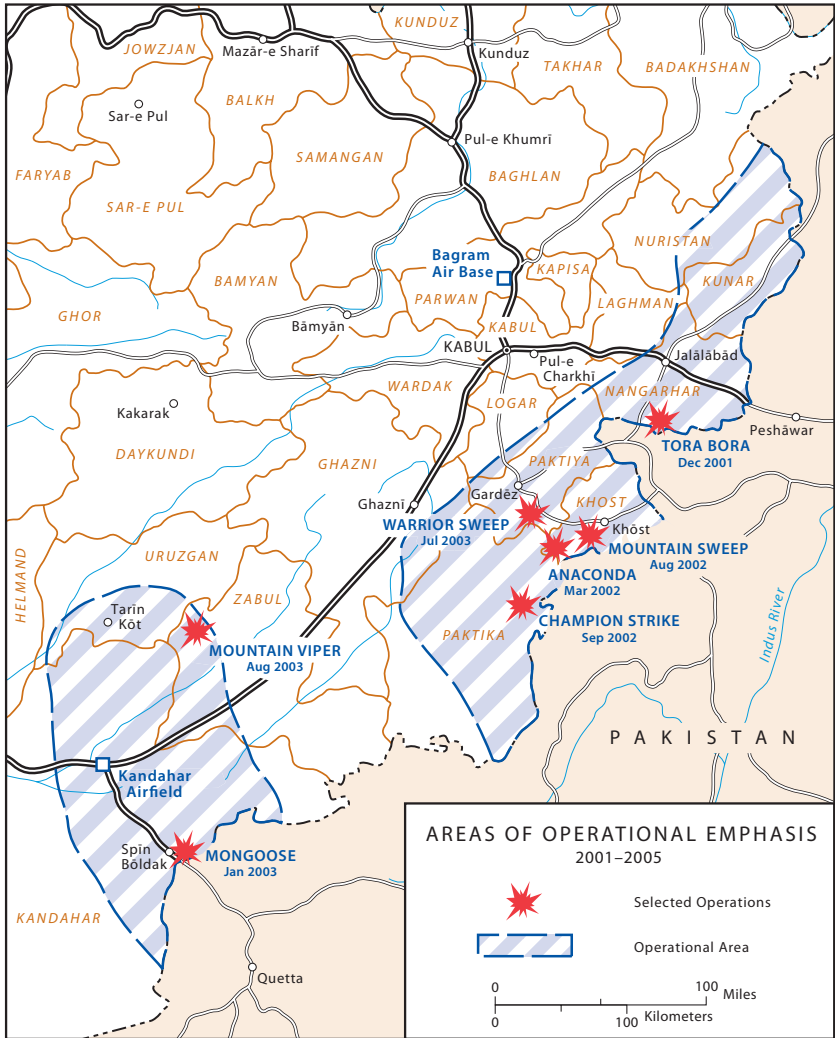 KUNDUZ
JOWZJAN
Mazār-e Sharīf
Kunduz
TAKHAR
BADAKHSHAN
Sar-e Pul
BALKH
Pul-e Khumrī
SAMANGAN
FARYAB
BAGHLAN
SAR-E PUL
NURISTAN
Bagram
Air Base
KAPISA
BAMYAN
KUNAR
PARWAN
LAGHMAN
GHOR
Bāmyān
KABUL
KABUL
Pul-e
Charkhī
Jalālābād
WARDAK
NANGARHAR
LOGAR
Kakarak
Peshāwar
TORA BORA
Dec 2001
DAYKUNDI
GHAZNI
PAKTIYA
Gardēz
KHOST
Ghaznī
WARRIOR SWEEP
Jul 2003
Khōst
MOUNTAIN SWEEP
Aug 2002
URUZGAN
ANACONDA
Mar 2002
HELMAND
ZABUL
Tarīn
Kōt
CHAMPION STRIKE
Sep 2002
PAKTIKA
Indus River
MOUNTAIN VIPER
Aug 2003
PAKISTAN
Kandahar
Airfield
Spīn
Bōldak
MONGOOSE
Jan 2003
KANDAHAR
Quetta
AREAS OF OPERATIONAL EMPHASIS
2001–2005
Selected Operations
Operational Area
0 100 Miles
0 100 Kilometers